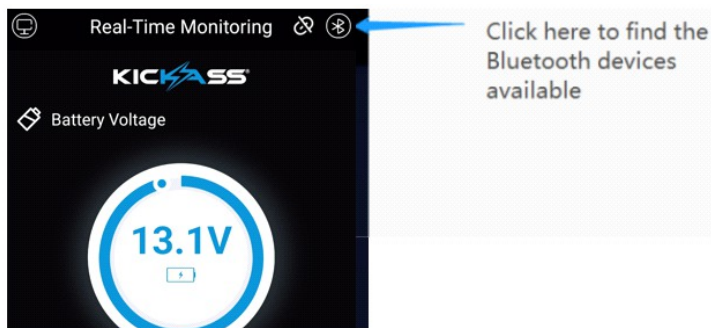 Real-Time Monitoring
Click here to find the
Bluetooth devices
available
KICKASS
Battery Voltage
13.1V